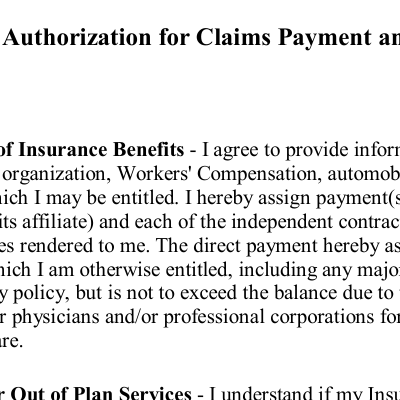 Authorization for Claims Payment an
of Insurance Benefits - I agree to provide infor
organization, Workers' Compensation, automob
hich I may be entitled. I hereby assign payment(s
its affiliate) and each of the independent contrac
es rendered to me. The direct payment hereby as
hich I am otherwise entitled, including any majo
y policy, but is not to exceed the balance due to
r physicians and/or professional corporations fo
are.
r Out of Plan Services - I understand if my Insu